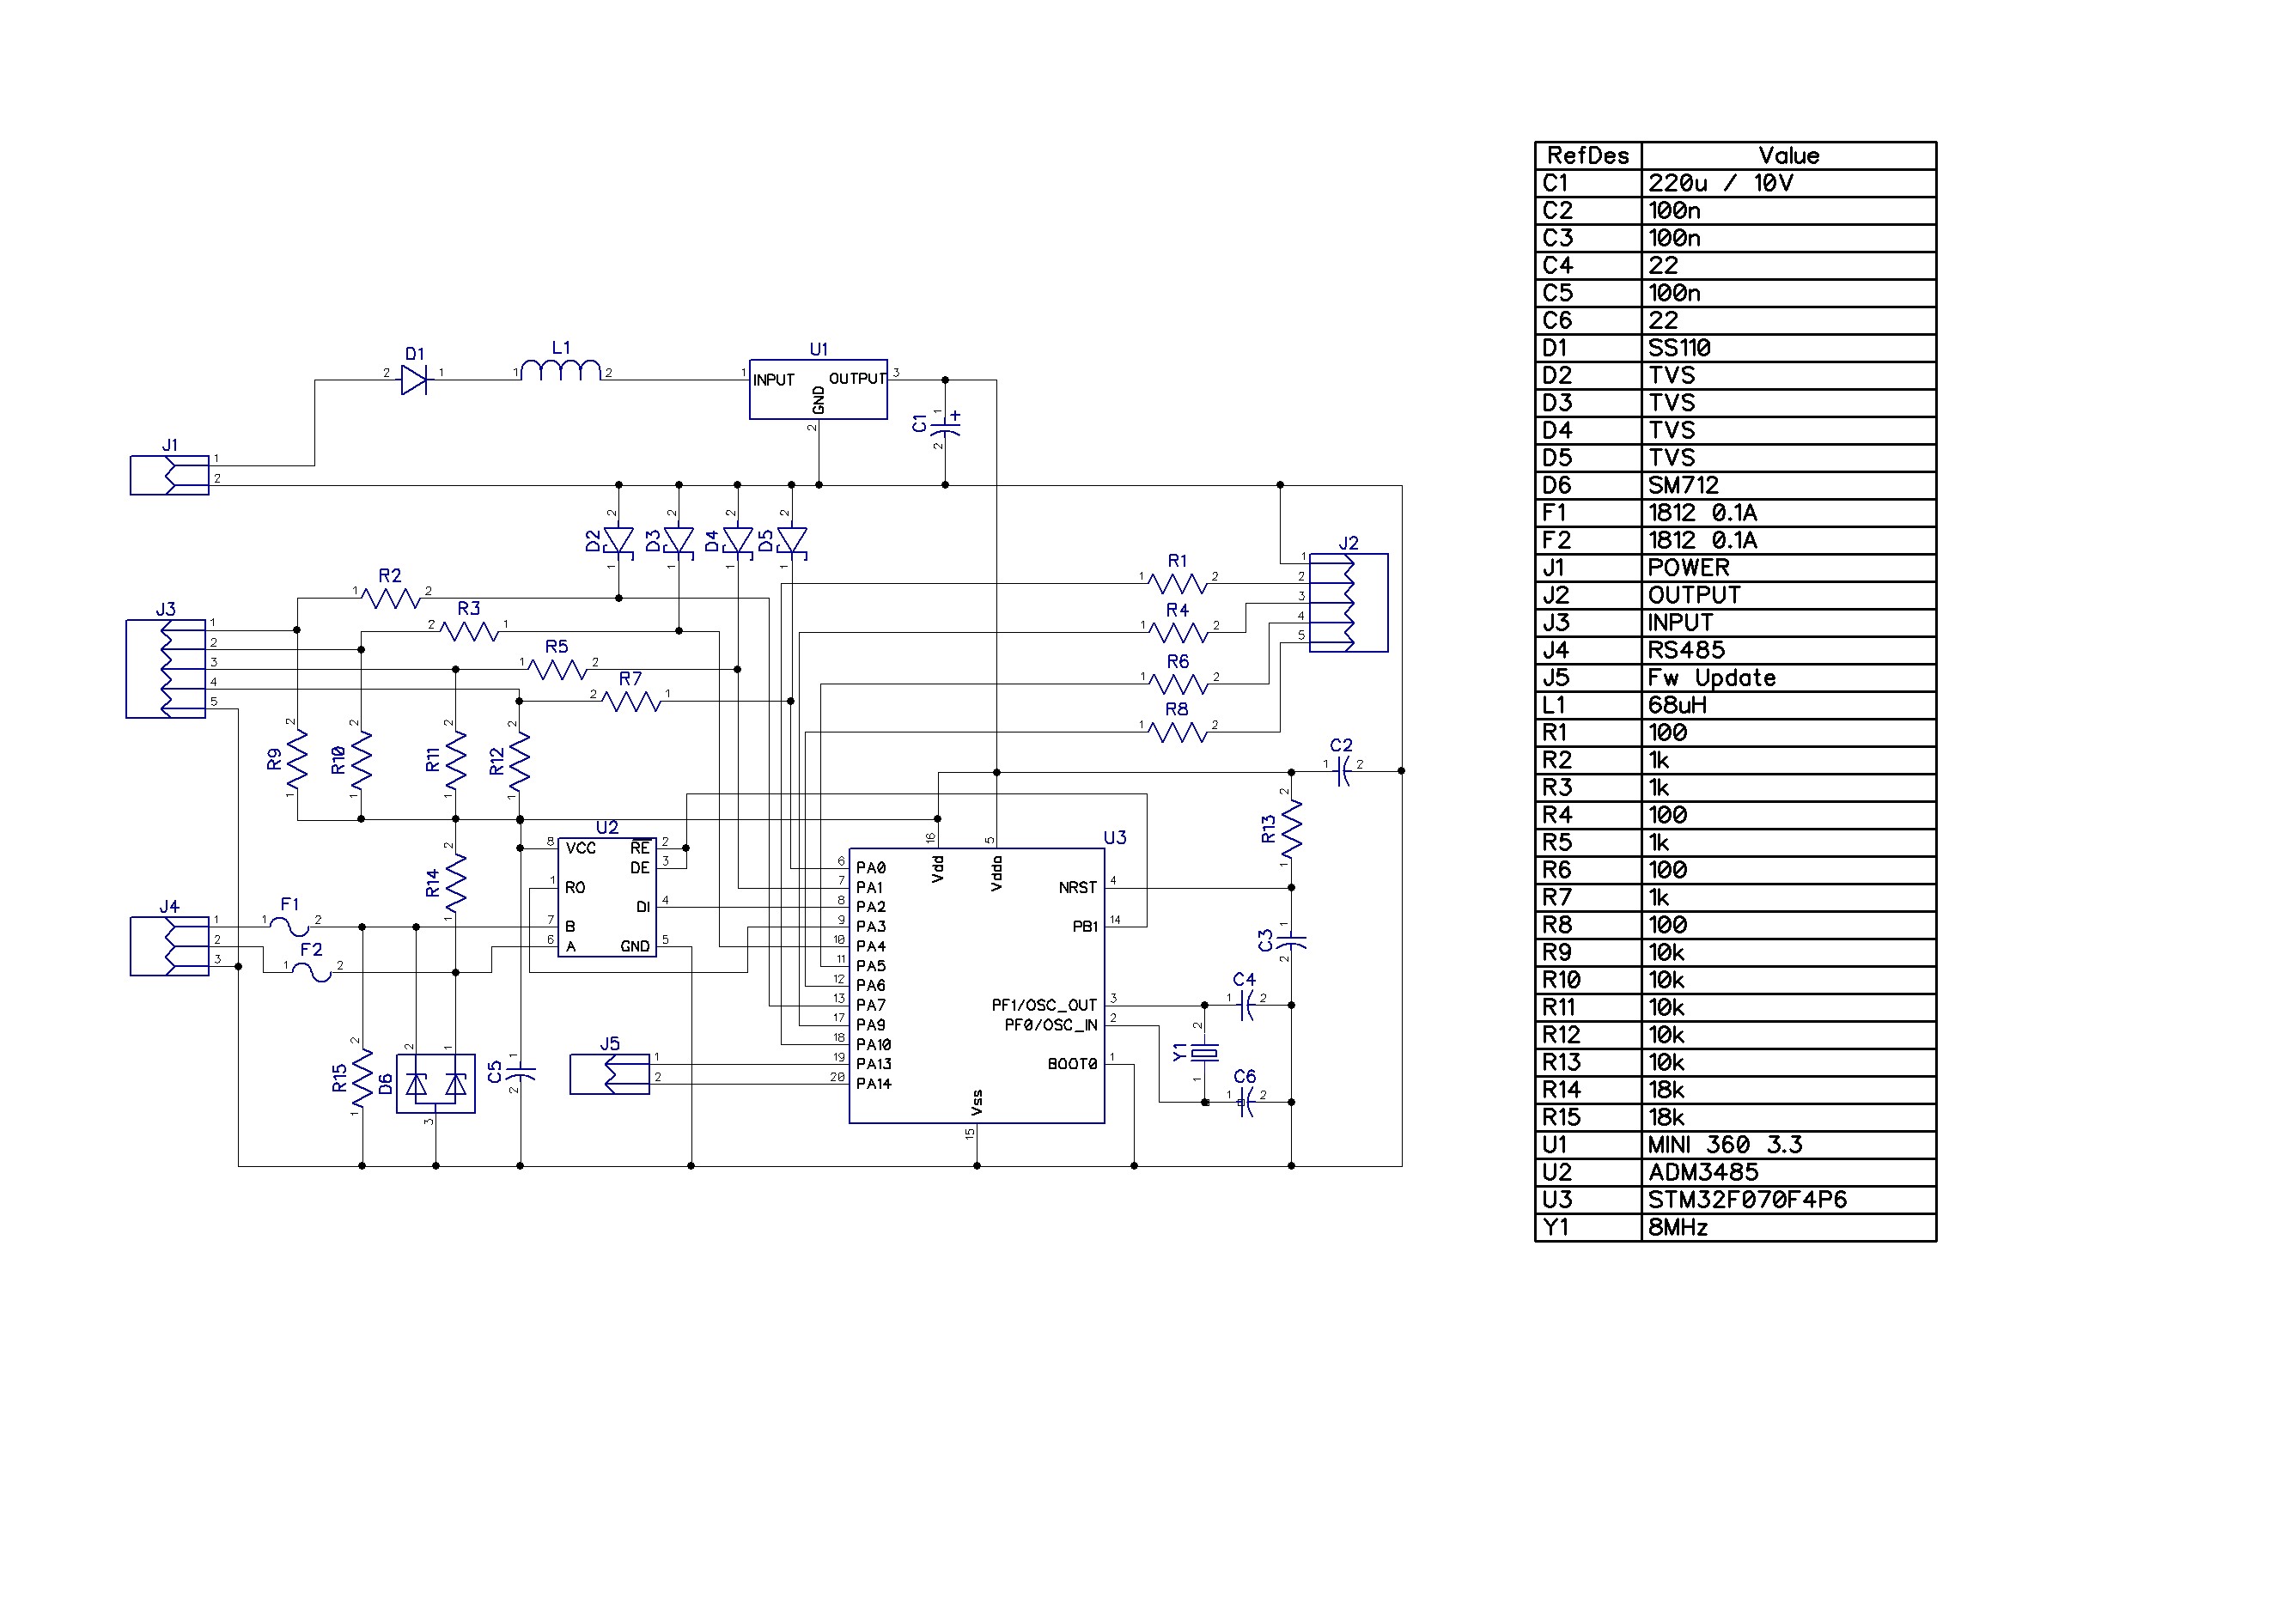 D1
2 1
L1
1 2
U1
1 INPUT OUTPUT 3
GND
2
C1
1 +
2
J1
1
2
2 2 2 2
D2 D3 D4 D5
1 1 1 1
J2
1
2
3
4
5
R1
1 2
R4
1 2
R6
1 2
R8
1 2
R2
1 2
R3
2 1
R5
1 2
R7
2 1
J3
1
2
3
4
5
2 2 2 2
R9 R10 R11 R12
1 1 1 1
C2
1 2
2
R13
1
U2
8 VCC RE 2
DE 3
1 RO
DI 4
7 B
6 A GND 5
2
R14
1
J4
1
2
3
F1
1 2
F2
1 2
2
R15
1
D6
2 1
3
C5
1
2
J5
1
2
U3
16 5
Vdd Vdda
6 PA0
7 PA1 NRST 4
8 PA2
9 PA3 PB1 14
10 PA4
11 PA5
12 PA6
13 PA7 PF1/OSC_OUT 3
17 PA9 PF0/OSC_IN 2
18 PA10
19 PA13 BOOT0 1
20 PA14
Vss
15
C3
1
2
C4
1 2
Y1
2
1
C6
1 2
RefDes Value
C1 220u / 10V
C2 100n
C3 100n
C4 22
C5 100n
C6 22
D1 SS110
D2 TVS
D3 TVS
D4 TVS
D5 TVS
D6 SM712
F1 1812 0.1A
F2 1812 0.1A
J1 POWER
J2 OUTPUT
J3 INPUT
J4 RS485
J5 Fw Update
L1 68uH
R1 100
R2 1k
R3 1k
R4 100
R5 1k
R6 100
R7 1k
R8 100
R9 10k
R10 10k
R11 10k
R12 10k
R13 10k
R14 18k
R15 18k
U1 MINI 360 3.3
U2 ADM3485
U3 STM32F070F4P6
Y1 8MHz